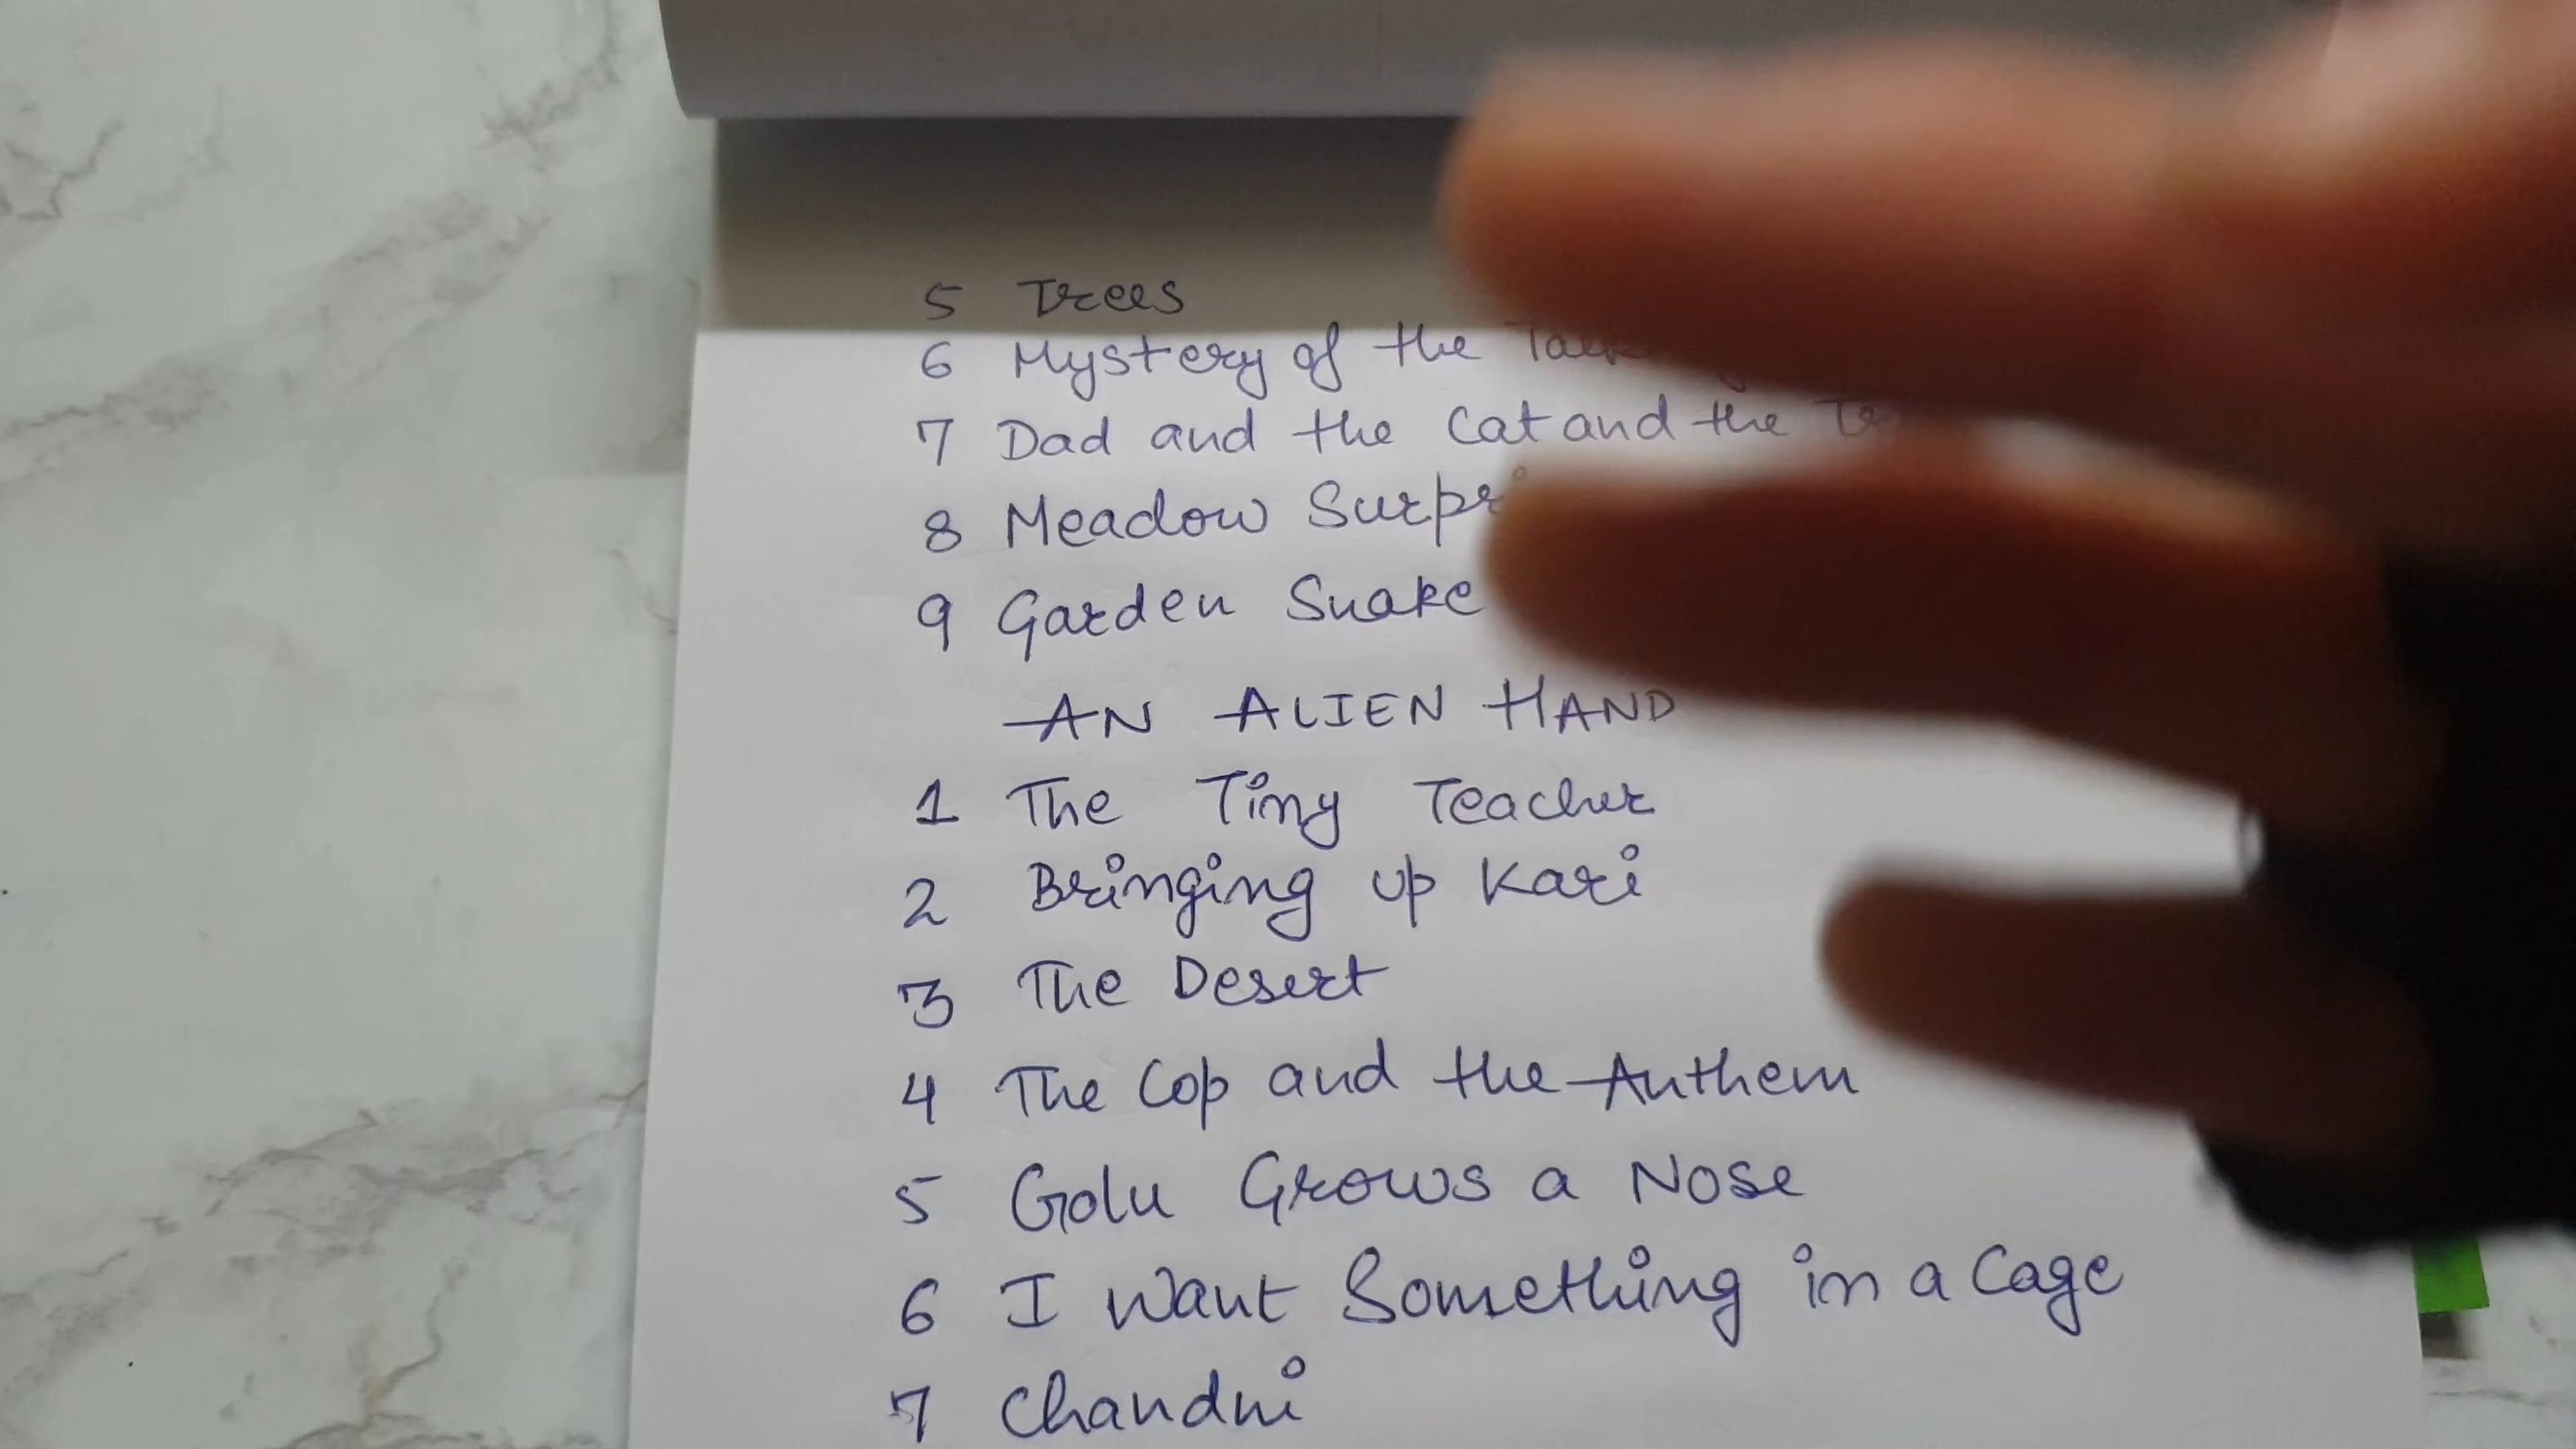 5 Trees
6 Mystery of the
7 Dad and the Cat and the
8 Meadow
9 Garden Snake
AN ALIEN HAND
1 The Tiny Teacher
2 Bringing up Kari
3 The Desert
4 The Cop and the Anthem
5 Golu Grows a Nose
6 I Want Something in a Cage
7 Chandni